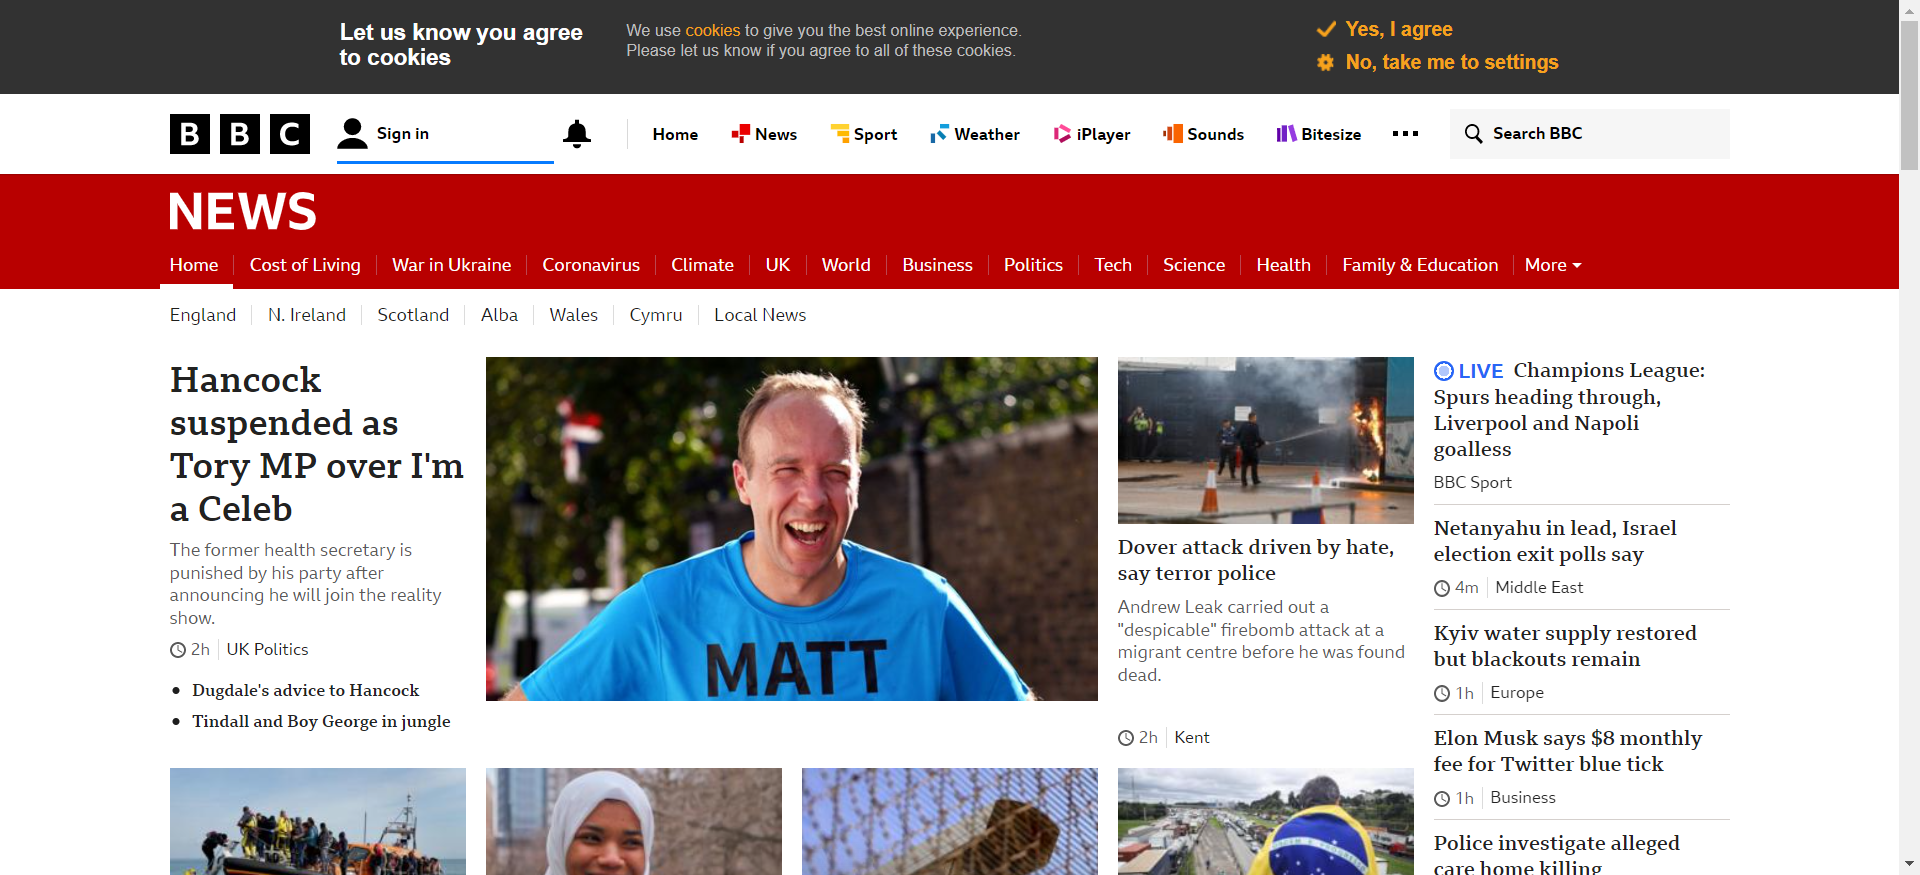 Let us know you agree
to cookies
We use cookies to give you the best online experience.
Please let us know if you agree to all of these cookies.
Yes, I agree
No, take me to settings
BBC
Sign in
Home
News
Sport
Weather
iPlayer
Sounds
Bitesize
Search BBC
NEWS
Home
Cost of Living
War in Ukraine
Coronavirus
Climate
UK
World
Business
Politics
Tech
Science
Health
Family & Education
More
England
N. Ireland
Scotland
Alba
Wales
Cymru
Local News
Hancock
suspended as
Tory MP over I'm
a Celeb
The former health secretary is
punished by his party after
announcing he will join the reality
show.
2h
UK Politics
Dugdale's advice to Hancock
Tindall and Boy George in jungle
MATT
Dover attack driven by hate,
say terror police
Andrew Leak carried out a
"despicable" firebomb attack at a
migrant centre before he was found
dead.
2h
Kent
LIVE Champions League:
Spurs heading through,
Liverpool and Napoli
goalless
BBC Sport
Netanyahu in lead, Israel
election exit polls say
4m
Middle East
Kyiv water supply restored
but blackouts remain
1h
Europe
Elon Musk says $8 monthly
fee for Twitter blue tick
1h
Business
Police investigate alleged
care home killing